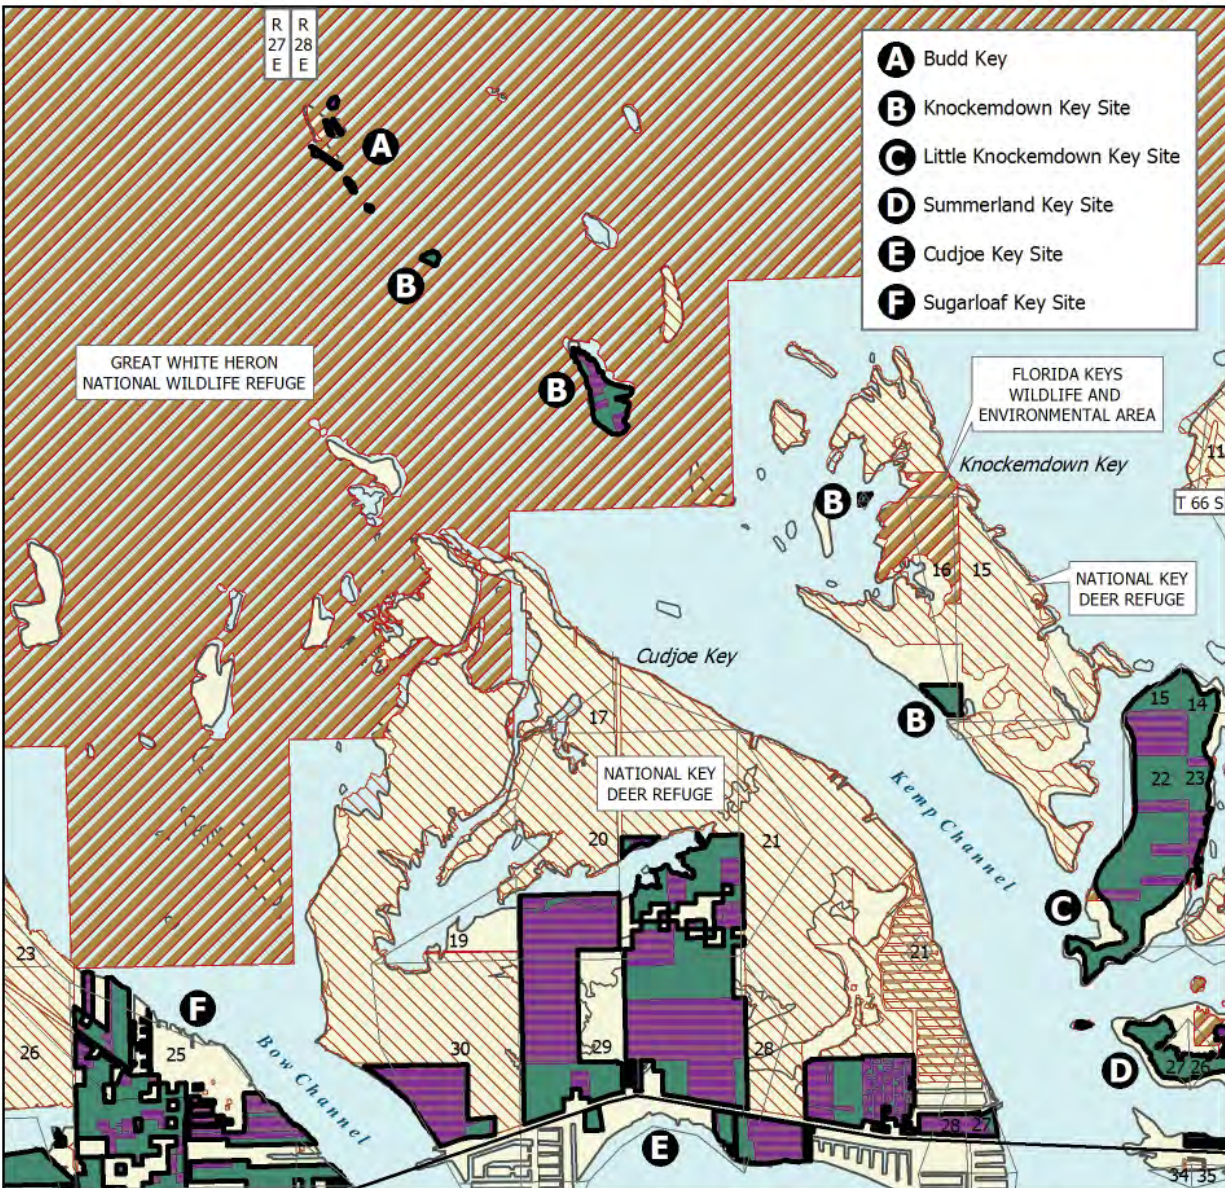 R R
27 28
E E
A Budd Key
B Knockemdown Key Site
C Little Knockemdown Key Site
D Summerland Key Site
E Cudjoe Key Site
F Sugarloaf Key Site
A
B
GREAT WHITE HERON
NATIONAL WILDLIFE REFUGE
B
FLORIDA KEYS
WILDLIFE AND
ENVIRONMENTAL AREA
Knockemdown Key
11
T 66 S
B
16 15
NATIONAL KEY
DEER REFUGE
Cudjoe Key
B
15 14
17
NATIONAL KEY
DEER REFUGE
22 23
Kemp Channel
20 21
C
19
23
21
F
Bow Channel
26 25
30 29 28
D
27 26
28 27
E
34 35